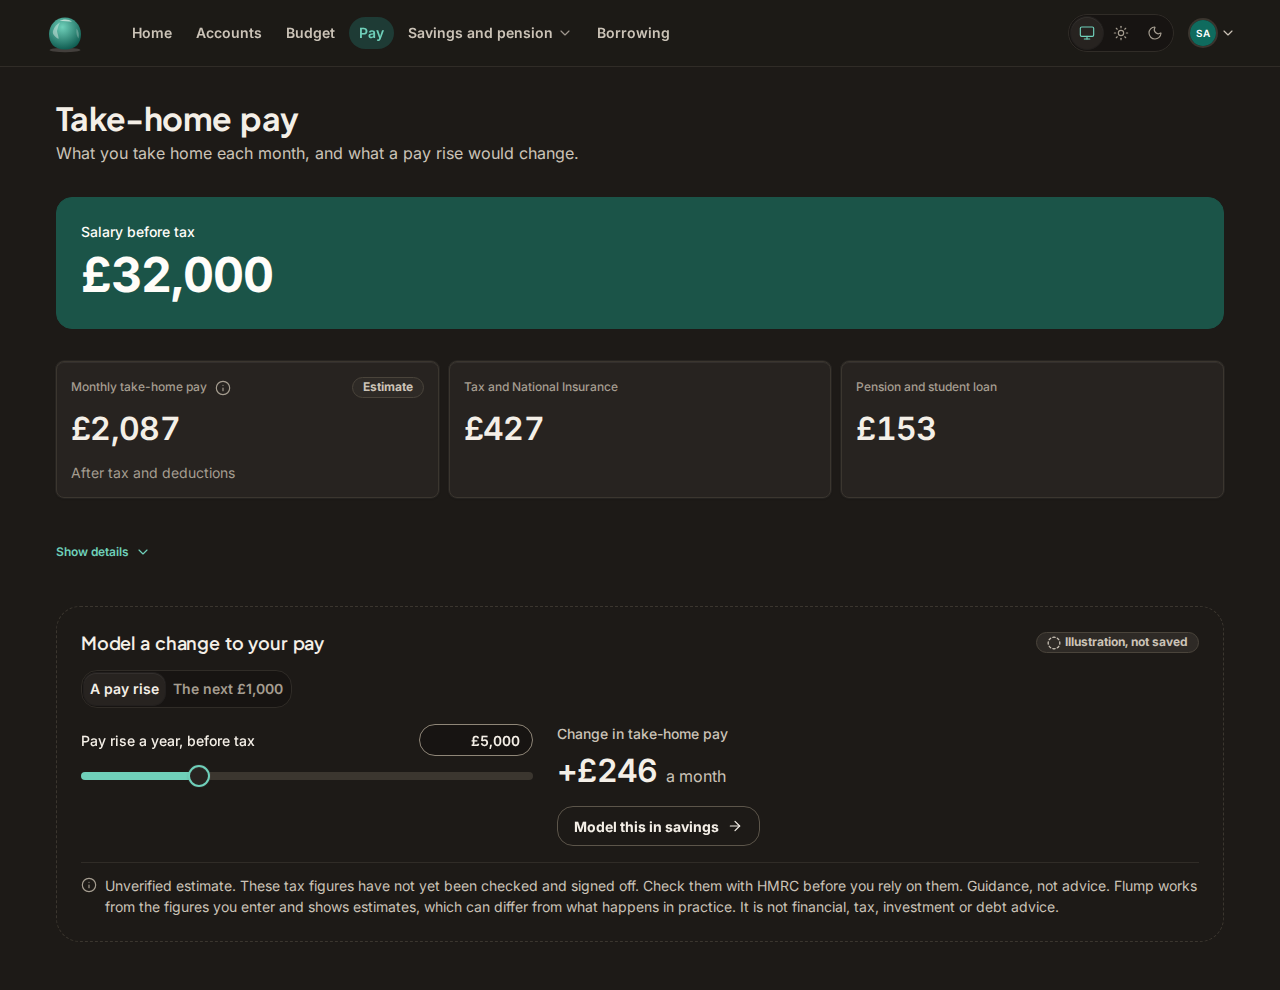 Home
Accounts
Budget
Pay
Savings and pension
Borrowing
SA
Take-home pay
What you take home each month, and what a pay rise would change.
Salary before tax
£32,000
Monthly take-home pay
Estimate
£2,087
After tax and deductions
Tax and National Insurance
£427
Pension and student loan
£153
Show details
Model a change to your pay
Illustration, not saved
A pay rise
The next £1,000
Pay rise a year, before tax
£5,000
Change in take-home pay
+£246 a month
Model this in savings
Unverified estimate. These tax figures have not yet been checked and signed off. Check them with HMRC before you rely on them. Guidance, not advice. Flump works
from the figures you enter and shows estimates, which can differ from what happens in practice. It is not financial, tax, investment or debt advice.